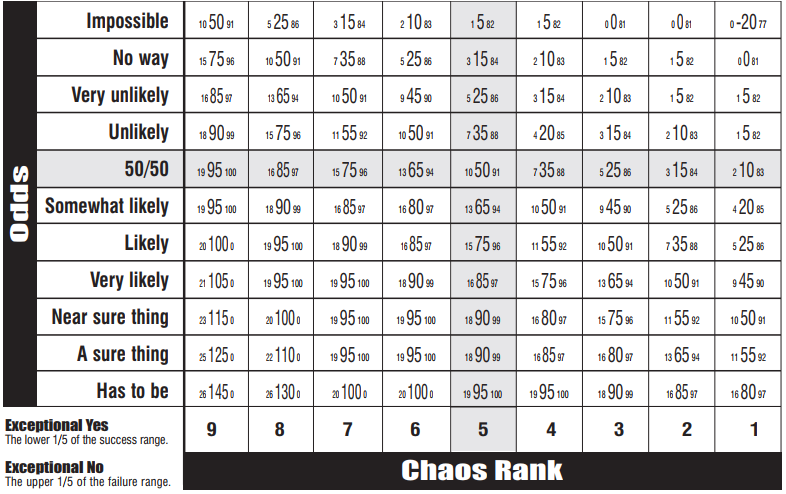 Odds
Impossible 10 50 91 5 25 86 3 15 84 2 10 83 1 5 82 1 5 82 0 0 81 0 0 81 0 -20 77
No way 15 75 96 10 50 91 7 35 88 5 25 86 3 15 84 2 10 83 1 5 82 1 5 82 0 0 81
Very unlikely 16 85 97 13 65 94 10 50 91 9 45 90 5 25 86 3 15 84 2 10 83 1 5 82 1 5 82
Unlikely 18 90 99 15 75 96 11 55 92 10 50 91 7 35 88 4 20 85 3 15 84 2 10 83 1 5 82
50/50 19 95 100 16 85 97 15 75 96 13 65 94 10 50 91 7 35 88 5 25 86 3 15 84 2 10 83
Somewhat likely 19 95 100 18 90 99 16 85 97 16 80 97 13 65 94 10 50 91 9 45 90 5 25 86 4 20 85
Likely 20 100 0 19 95 100 18 90 99 16 85 97 15 75 96 11 55 92 10 50 91 7 35 88 5 25 86
Very likely 21 105 0 19 95 100 19 95 100 18 90 99 16 85 97 15 75 96 13 65 94 10 50 91 9 45 90
Near sure thing 23 115 0 20 100 0 19 95 100 19 95 100 18 90 99 16 80 97 15 75 96 11 55 92 10 50 91
A sure thing 25 125 0 22 110 0 19 95 100 19 95 100 18 90 99 16 85 97 16 80 97 13 65 94 11 55 92
Has to be 26 145 0 26 130 0 20 100 0 20 100 0 19 95 100 19 95 100 18 90 99 16 85 97 16 80 97
Exceptional Yes
The lower 1/5 of the success range.
9 8 7 6 5 4 3 2 1
Exceptional No
The upper 1/5 of the failure range.
Chaos Rank